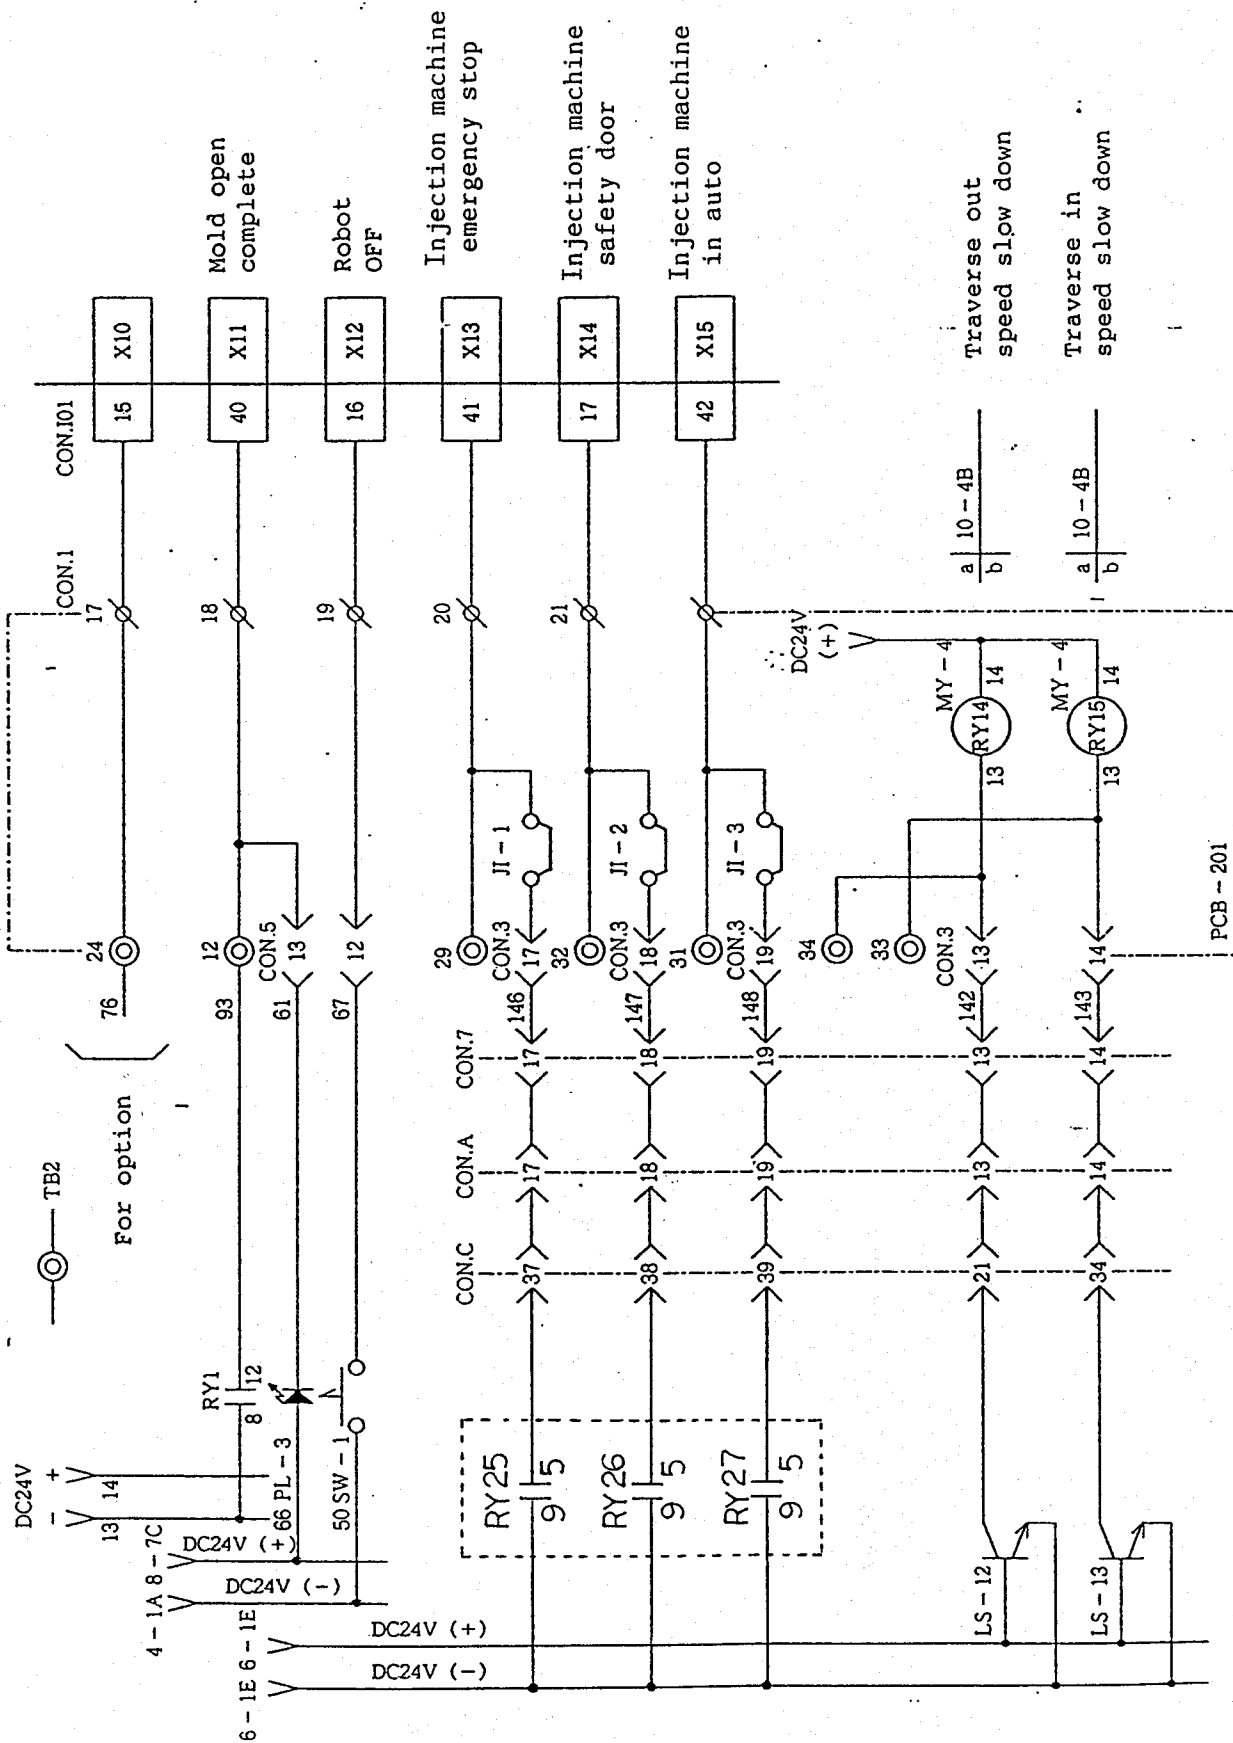 X10
X11
X12
X13
X14
X15
Mold open
complete
Robot
OFF
Injection machine
emergency stop
Injection machine
safety door
Injection machine
in auto
Traverse out
speed slow down
Traverse in
speed slow down
CON.I01
15
40
16
41
17
42
CON.1
17
18
19
20
21
a 10-4B
b
a 10-4B
b
DC24V
(+)
MY-4
14
RY14
13
MY-4
14
RY15
13
JI-1
JI-2
JI-3
24
76
12
93
CON.5
13
61
12
67
29
CON.3
17
146
32
CON.3
18
147
31
CON.3
19
148
34
33
CON.3
13
142
14
143
PCB-201
CON.7
17
18
19
13
14
TB2
For option
CON.A
17
18
19
13
14
CON.C
37
38
39
21
34
RY1
8 12
66 PL-3
50 SW-1
RY25
9 5
RY26
9 5
RY27
9 5
LS-12
LS-13
DC24V
- +
13 14
8-7C
DC24V (+)
4-1A
DC24V (-)
6-1E
DC24V (+)
6-1E
DC24V (-)